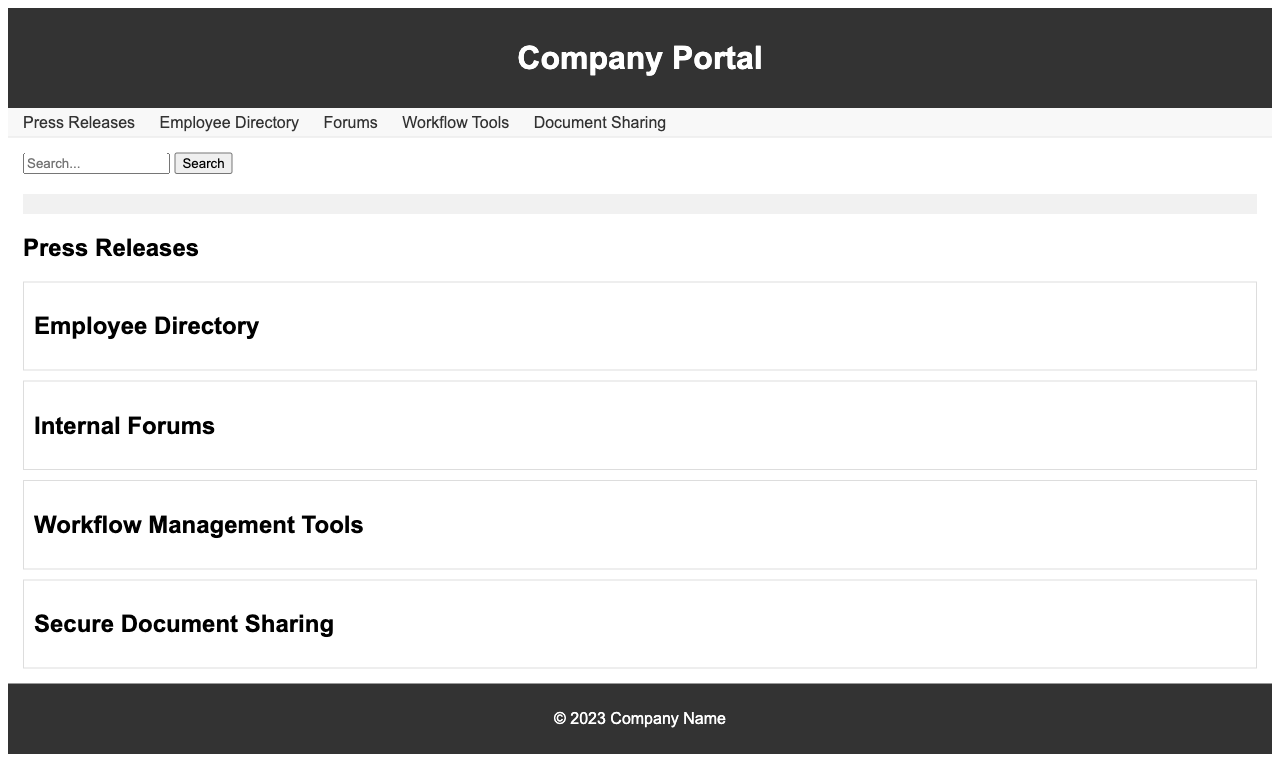 Company Portal
Press Releases Employee Directory Forums Workflow Tools Document Sharing
Search... Search
Press Releases
Employee Directory
Internal Forums
Workflow Management Tools
Secure Document Sharing
© 2023 Company Name